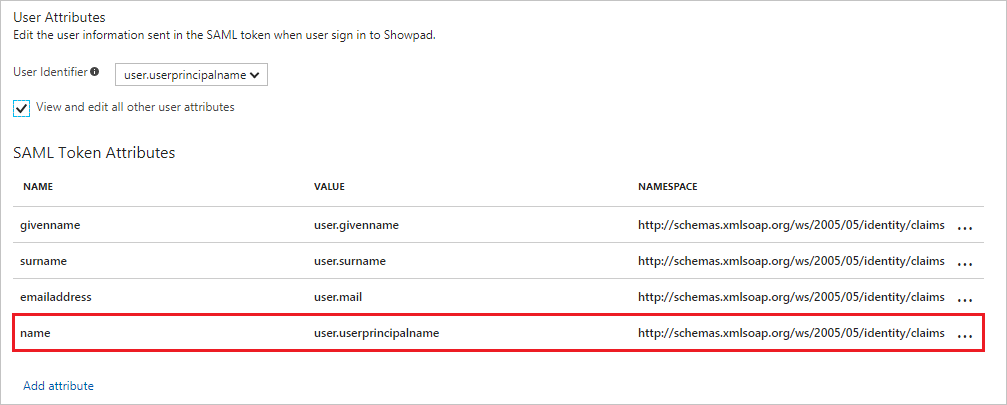 User Attributes
Edit the user information sent in the SAML token when user sign in to Showpad.
User Identifier
user.userprincipalname
View and edit all other user attributes
SAML Token Attributes
NAME VALUE NAMESPACE
givenname user.givenname http://schemas.xmlsoap.org/ws/2005/05/identity/claims ...
surname user.surname http://schemas.xmlsoap.org/ws/2005/05/identity/claims ...
emailaddress user.mail http://schemas.xmlsoap.org/ws/2005/05/identity/claims ...
name user.userprincipalname http://schemas.xmlsoap.org/ws/2005/05/identity/claims ...
Add attribute